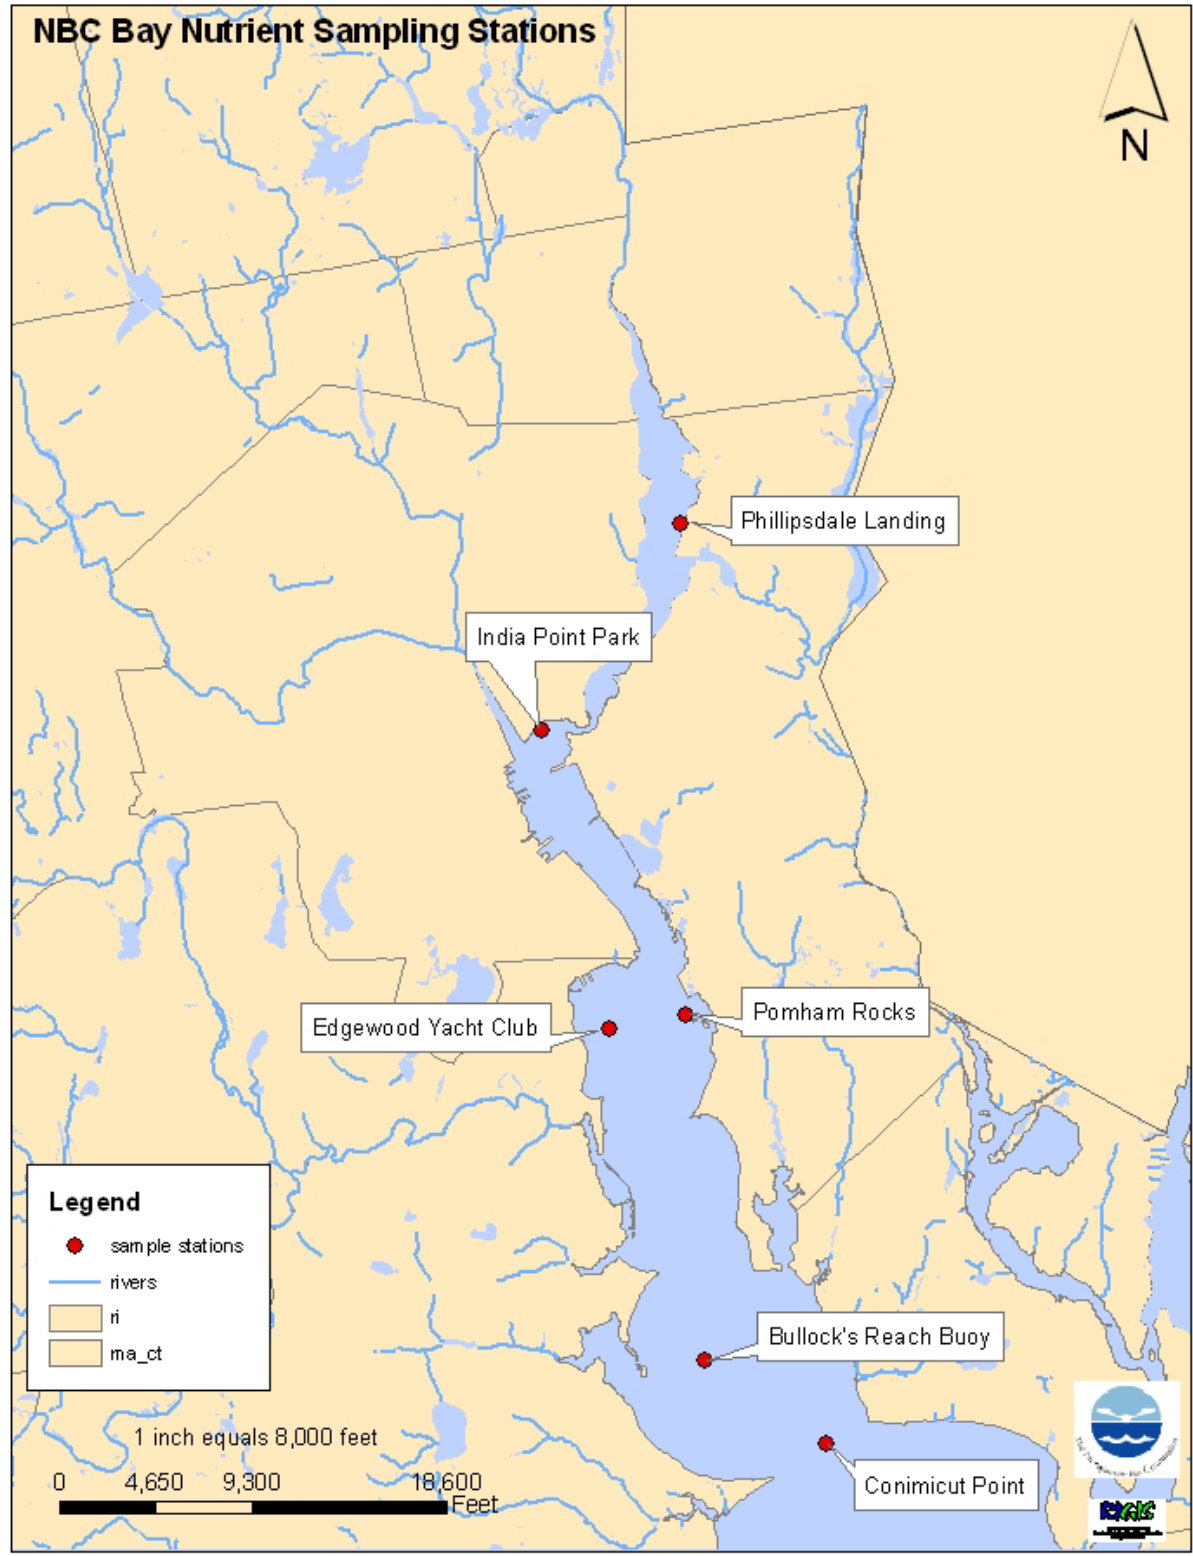 NBC Bay Nutrient Sampling Stations
N
Phillipsdale Landing
India Point Park
Pomham Rocks
Edgewood Yacht Club
Legend
sample stations
rivers
ri
ma_ct
Bullock's Reach Buoy
1 inch equals 8,000 feet
0 4,650 9,300 18,600
Feet
Conimicut Point